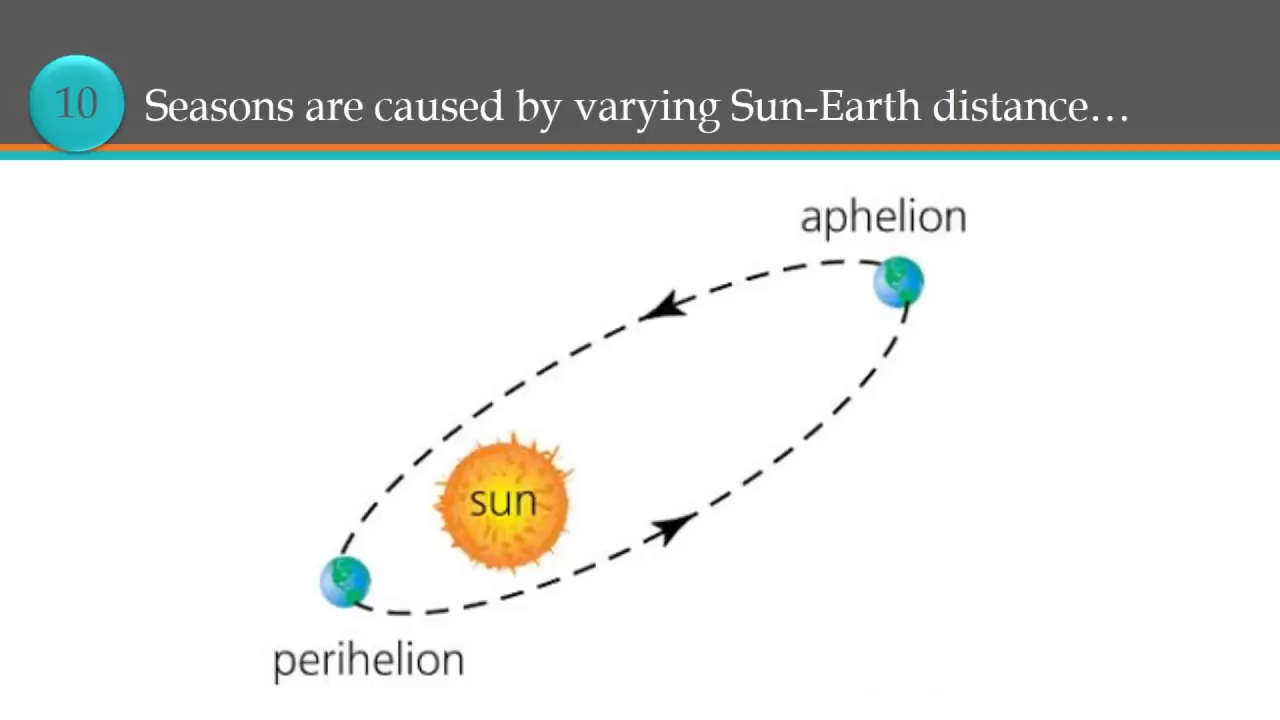 10
Seasons are caused by varying Sun-Earth distance…
aphelion
sun
perihelion